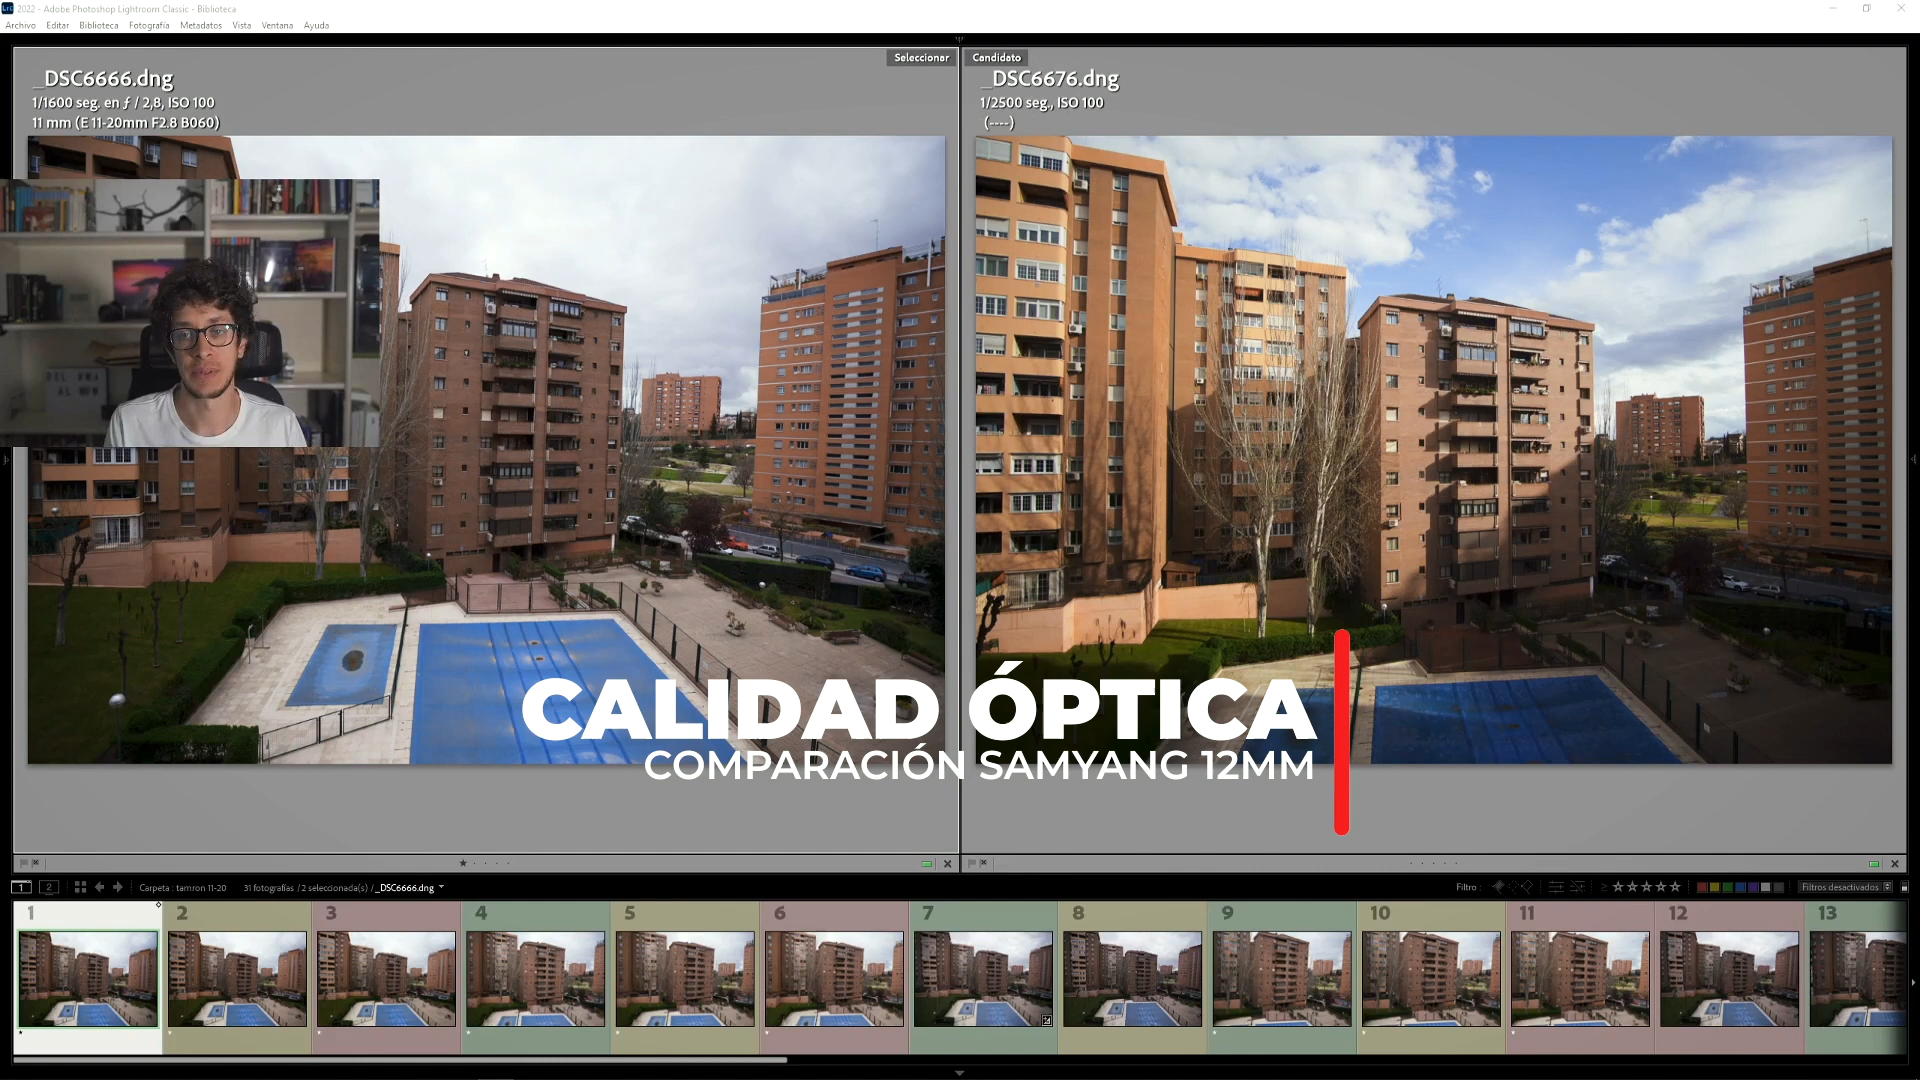 Lrc 2022 - Adobe Photoshop Lightroom Classic - Biblioteca
Archivo Editar Biblioteca Fotografía Metadatos Vista Ventana Ayuda
Seleccionar
Candidato
_DSC6666.dng
1/1600 seg. en ƒ / 2,8, ISO 100
11 mm (E 11-20mm F2.8 B060)
_DSC6676.dng
1/2500 seg., ISO 100
(----)
CALIDAD ÓPTICA
COMPARACIÓN SAMYANG 12MM
1 2 Carpeta : tamron 11-20 31 fotografías / 2 seleccionada(s) / _DSC6666.dng
Filtro : Filtros desactivados
1 2 3 4 5 6 7 8 9 10 11 12 13